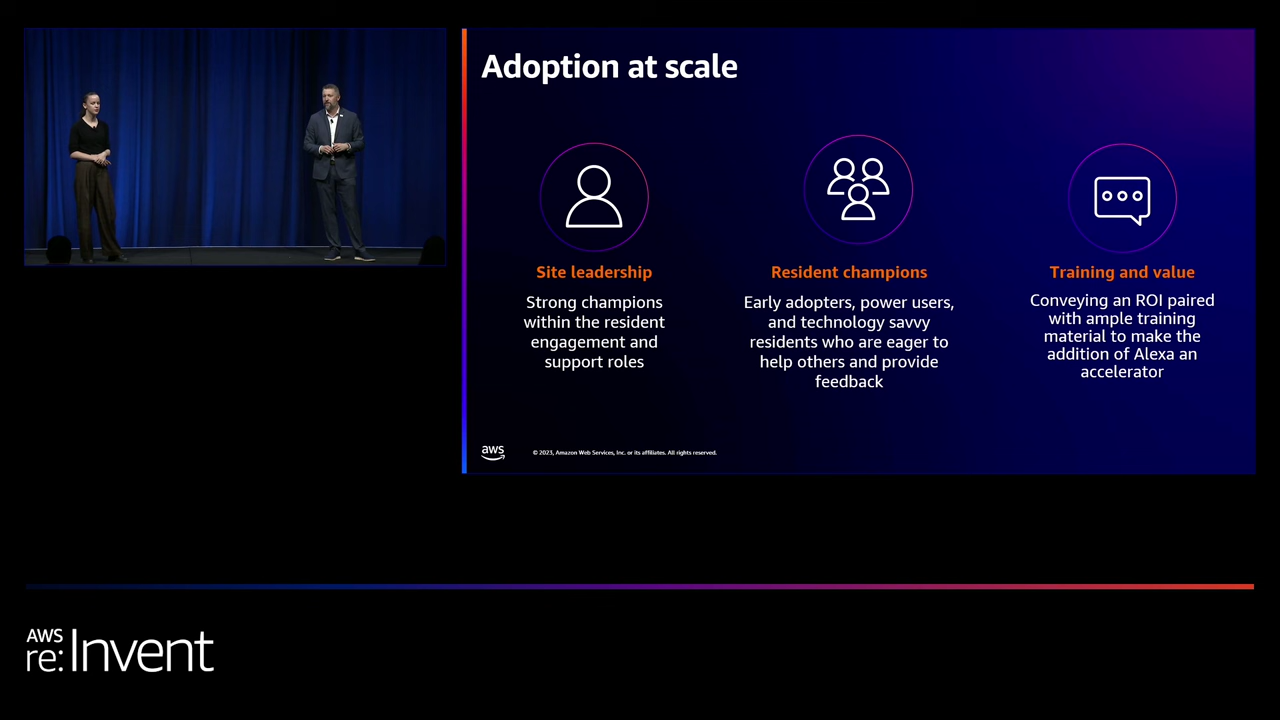 Adoption at scale
Site leadership
Strong champions
within the resident
engagement and
support roles
Resident champions
Early adopters, power users,
and technology savvy
residents who are eager to
help others and provide
feedback
Training and value
Conveying an ROI paired
with ample training
material to make the
addition of Alexa an
accelerator
aws
© 2023, Amazon Web Services, Inc. or its affiliates. All rights reserved.
AWS
re:Invent